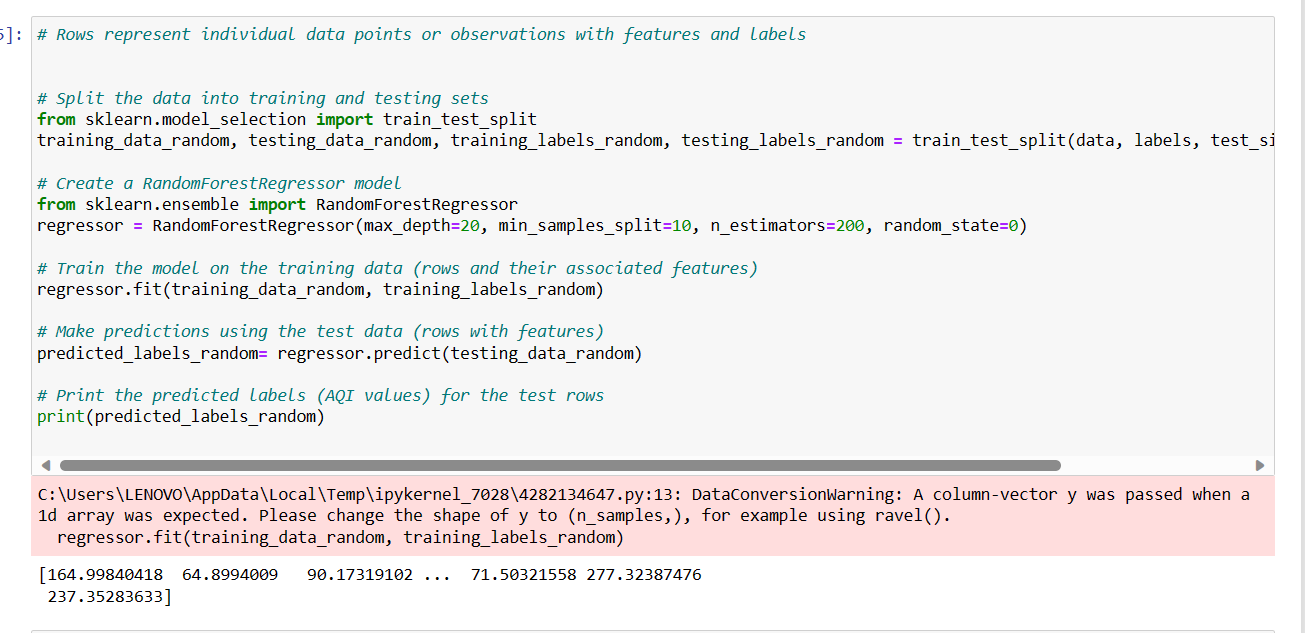 5]: # Rows represent individual data points or observations with features and labels
# Split the data into training and testing sets
from sklearn.model_selection import train_test_split
training_data_random, testing_data_random, training_labels_random, testing_labels_random = train_test_split(data, labels, test_si
# Create a RandomForestRegressor model
from sklearn.ensemble import RandomForestRegressor
regressor = RandomForestRegressor(max_depth=20, min_samples_split=10, n_estimators=200, random_state=0)
# Train the model on the training data (rows and their associated features)
regressor.fit(training_data_random, training_labels_random)
# Make predictions using the test data (rows with features)
predicted_labels_random= regressor.predict(testing_data_random)
# Print the predicted labels (AQI values) for the test rows
print(predicted_labels_random)
C:\Users\LENOVO\AppData\Local\Temp\ipykernel_7028\4282134647.py:13: DataConversionWarning: A column-vector y was passed when a
1d array was expected. Please change the shape of y to (n_samples,), for example using ravel().
  regressor.fit(training_data_random, training_labels_random)
[164.99840418  64.8994009   90.17319102 ...  71.50321558 277.32387476
 237.35283633]